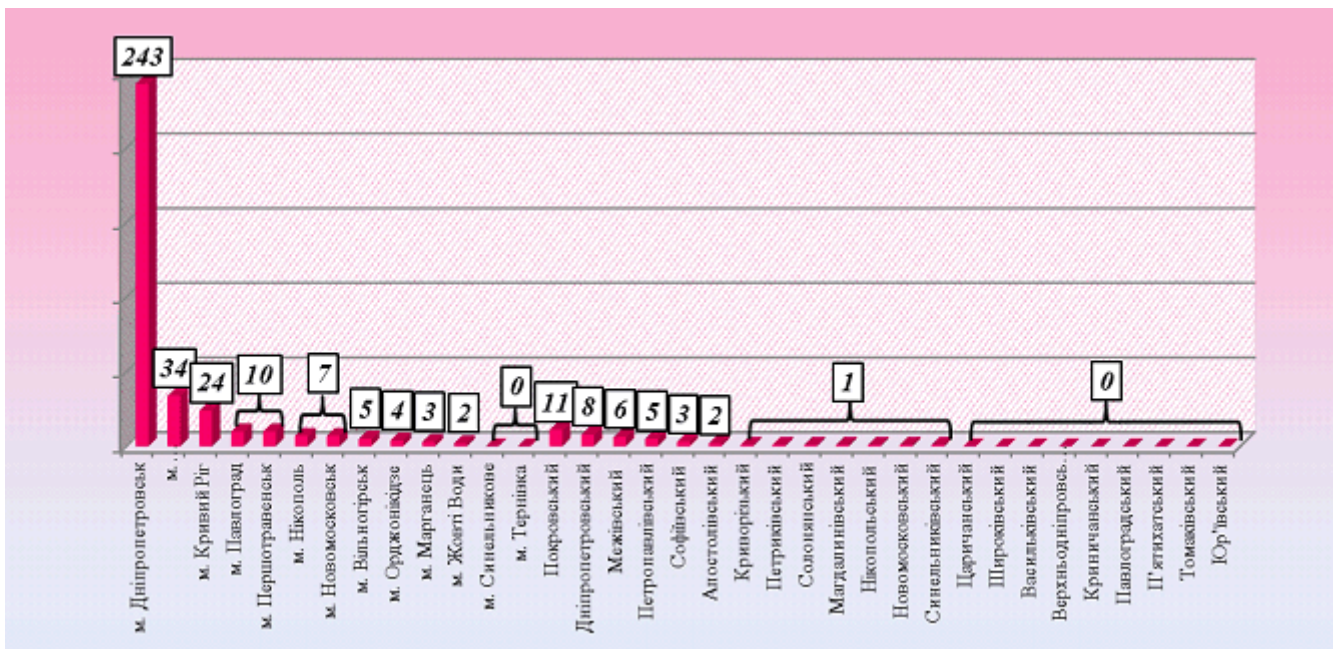 243
34
24
10
7
5
4
3
2
0
11
8
6
5
3
2
1
0
м. Дніпропетровськ
м. …
м. Кривий Ріг
м. Павлоград
м. Першотравенськ
м. Нікополь
м. Новомосковськ
м. Вільногірськ
м. Орджонікідзе
м. Марганець
м. Жовті Води
м. Синельникове
м. Тернівка
Покровський
Дніпропетровський
Межівський
Петропавлівський
Софіївський
Апостолівський
Криворізький
Петриківський
Солонянський
Магдалинівський
Нікопольський
Новомосковський
Синельниківський
Царичанський
Широківський
Васильківський
Верхньодніпровс…
Криничанський
Павлоградський
П'ятихатський
Томаківський
Юр'ївський